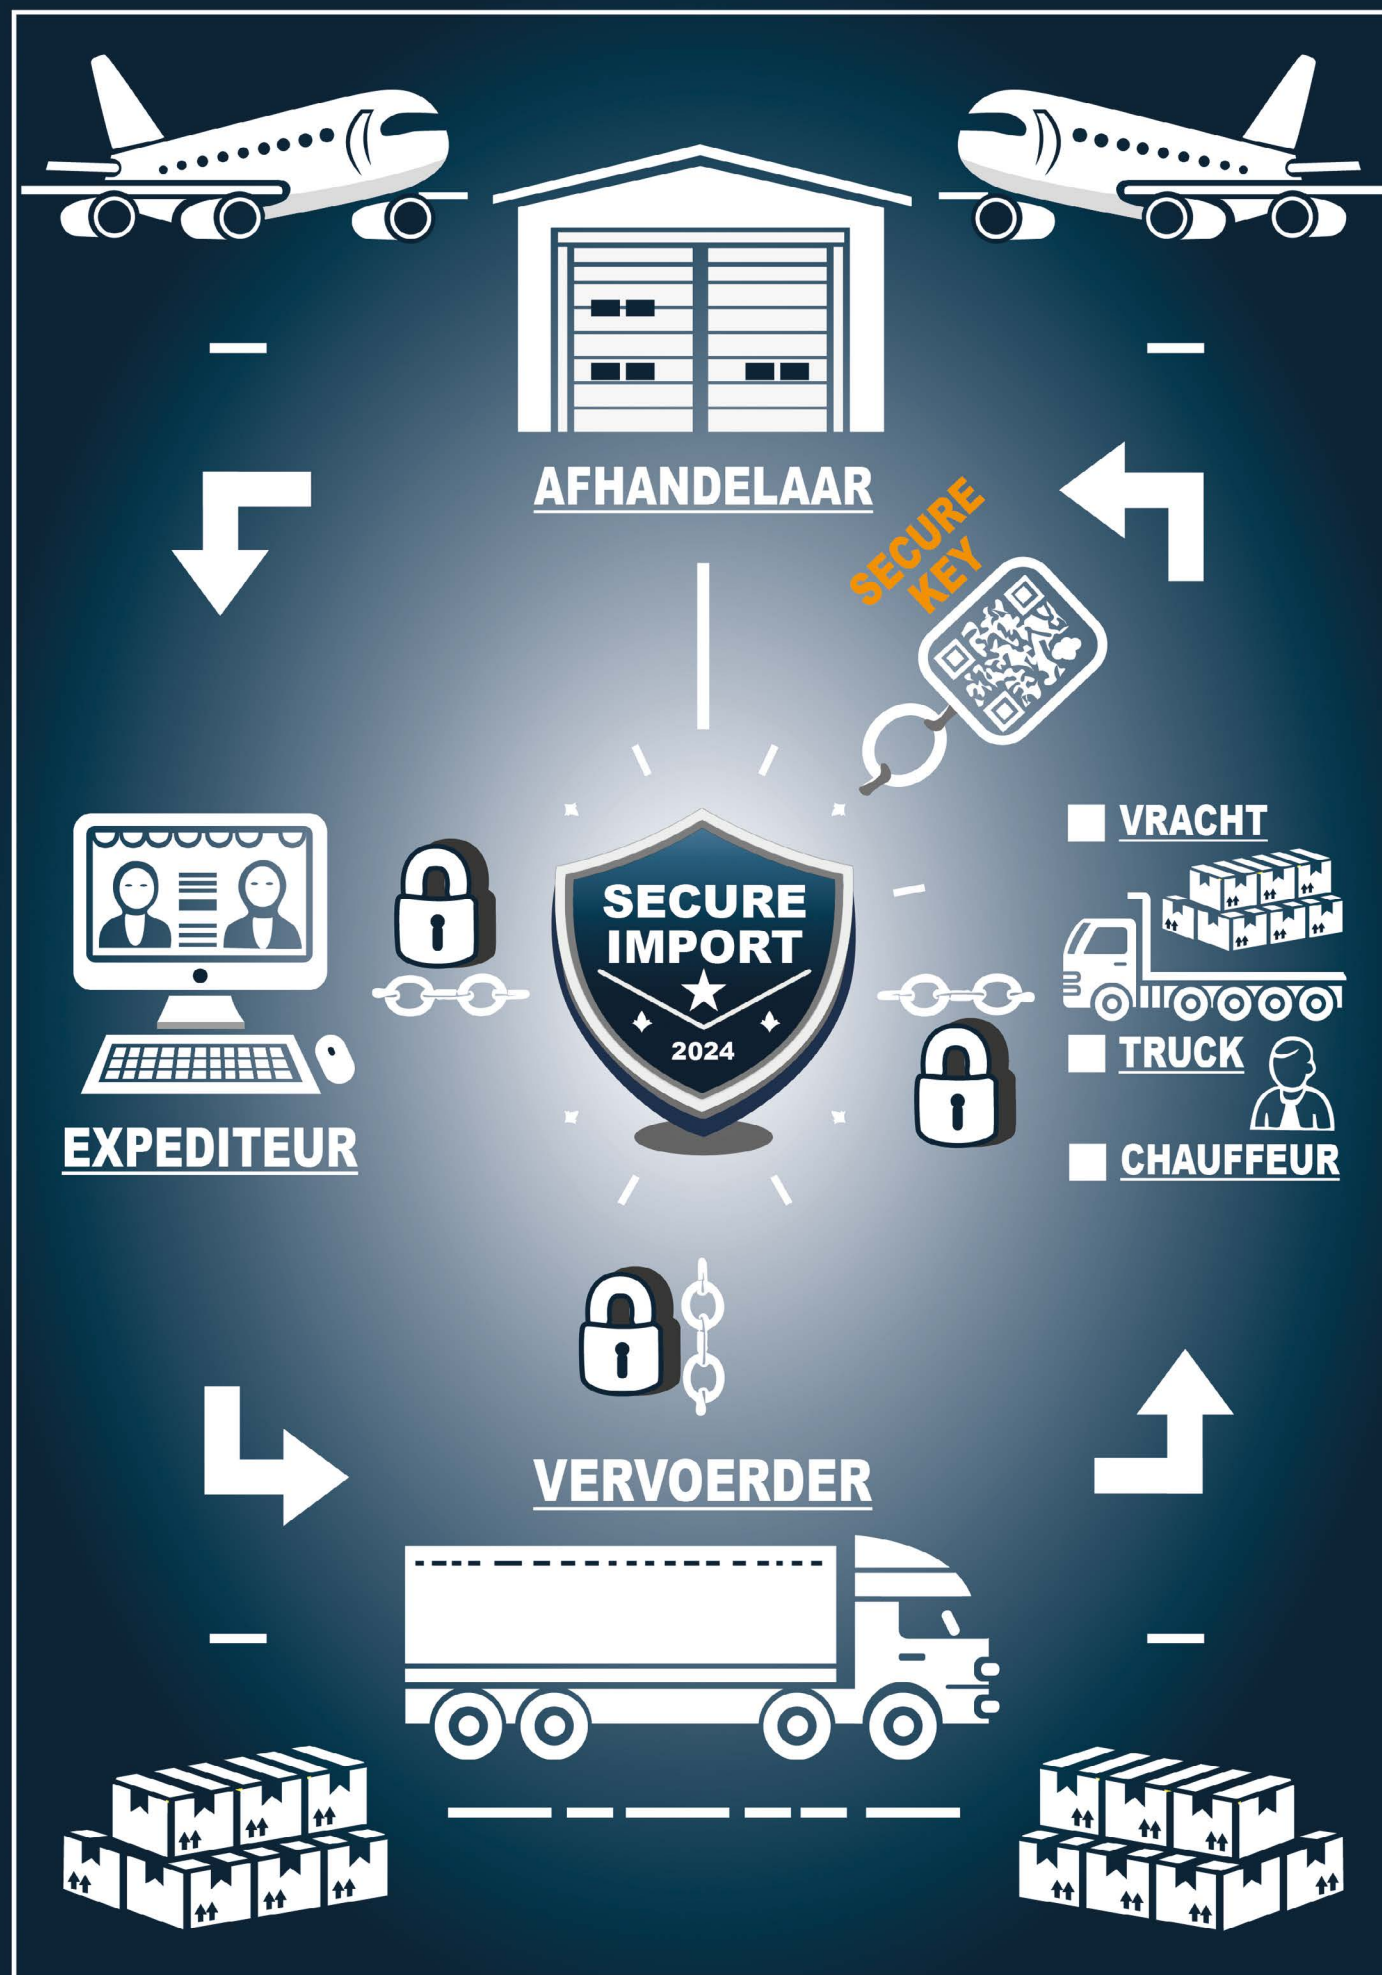 AFHANDELAAR
SECURE
KEY
VRACHT
SECURE
IMPORT
2024
TRUCK
EXPEDITEUR
CHAUFFEUR
VERVOERDER